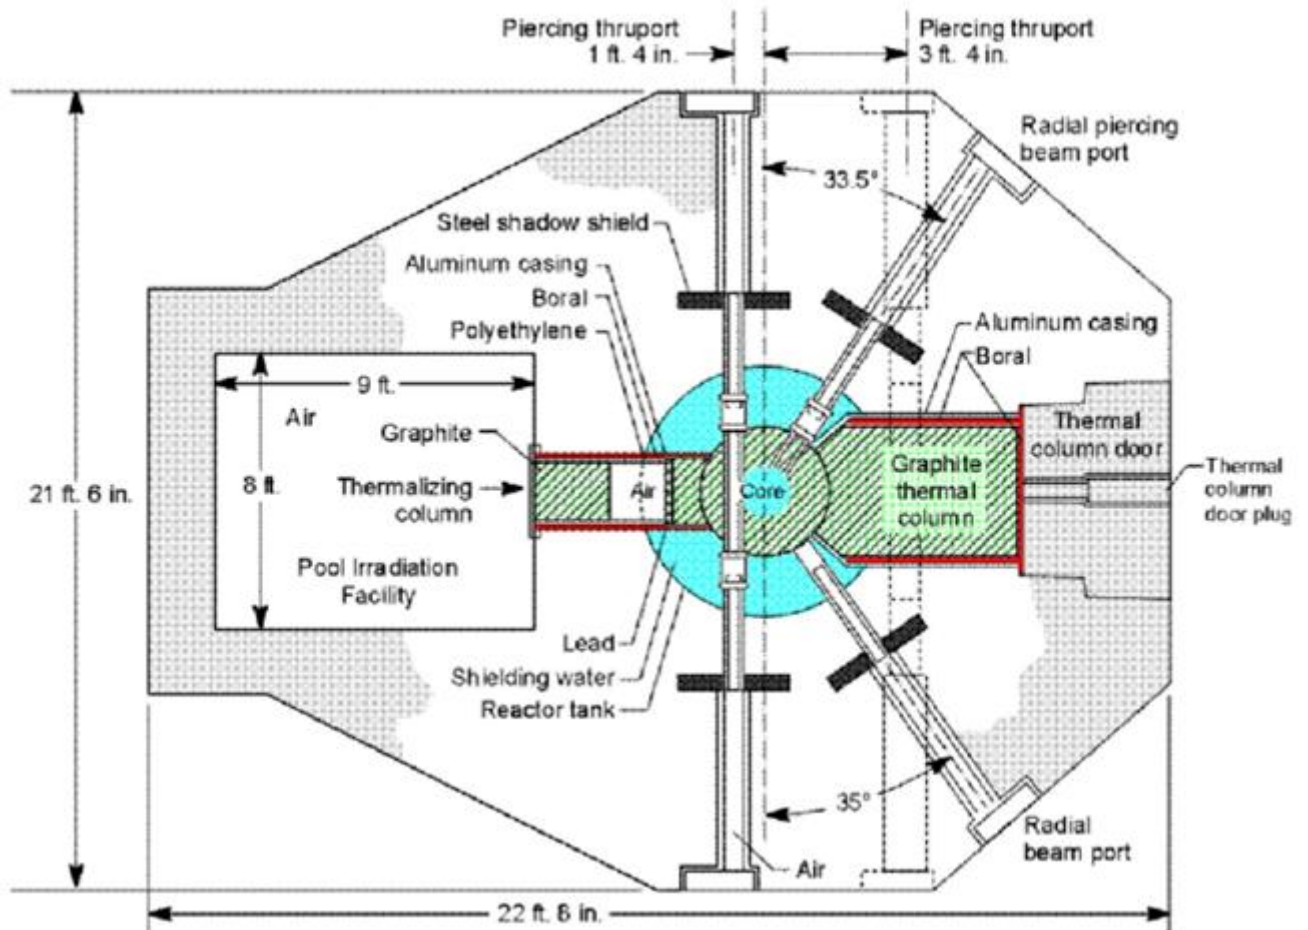 Piercing thruport
1 ft. 4 in.
Piercing thruport
3 ft. 4 in.
Radial piercing
beam port
33.5°
Steel shadow shield
Aluminum casing
Boral
Polyethylene
Aluminum casing
Boral
9 ft.
Air
Graphite
8 ft.
Thermalizing
column
21 ft. 6 in.
Air
Core
Graphite
thermal
column
Thermal
column door
Thermal
column
door plug
Pool Irradiation
Facility
Lead
Shielding water
Reactor tank
35°
Radial
beam port
Air
22 ft. 8 in.